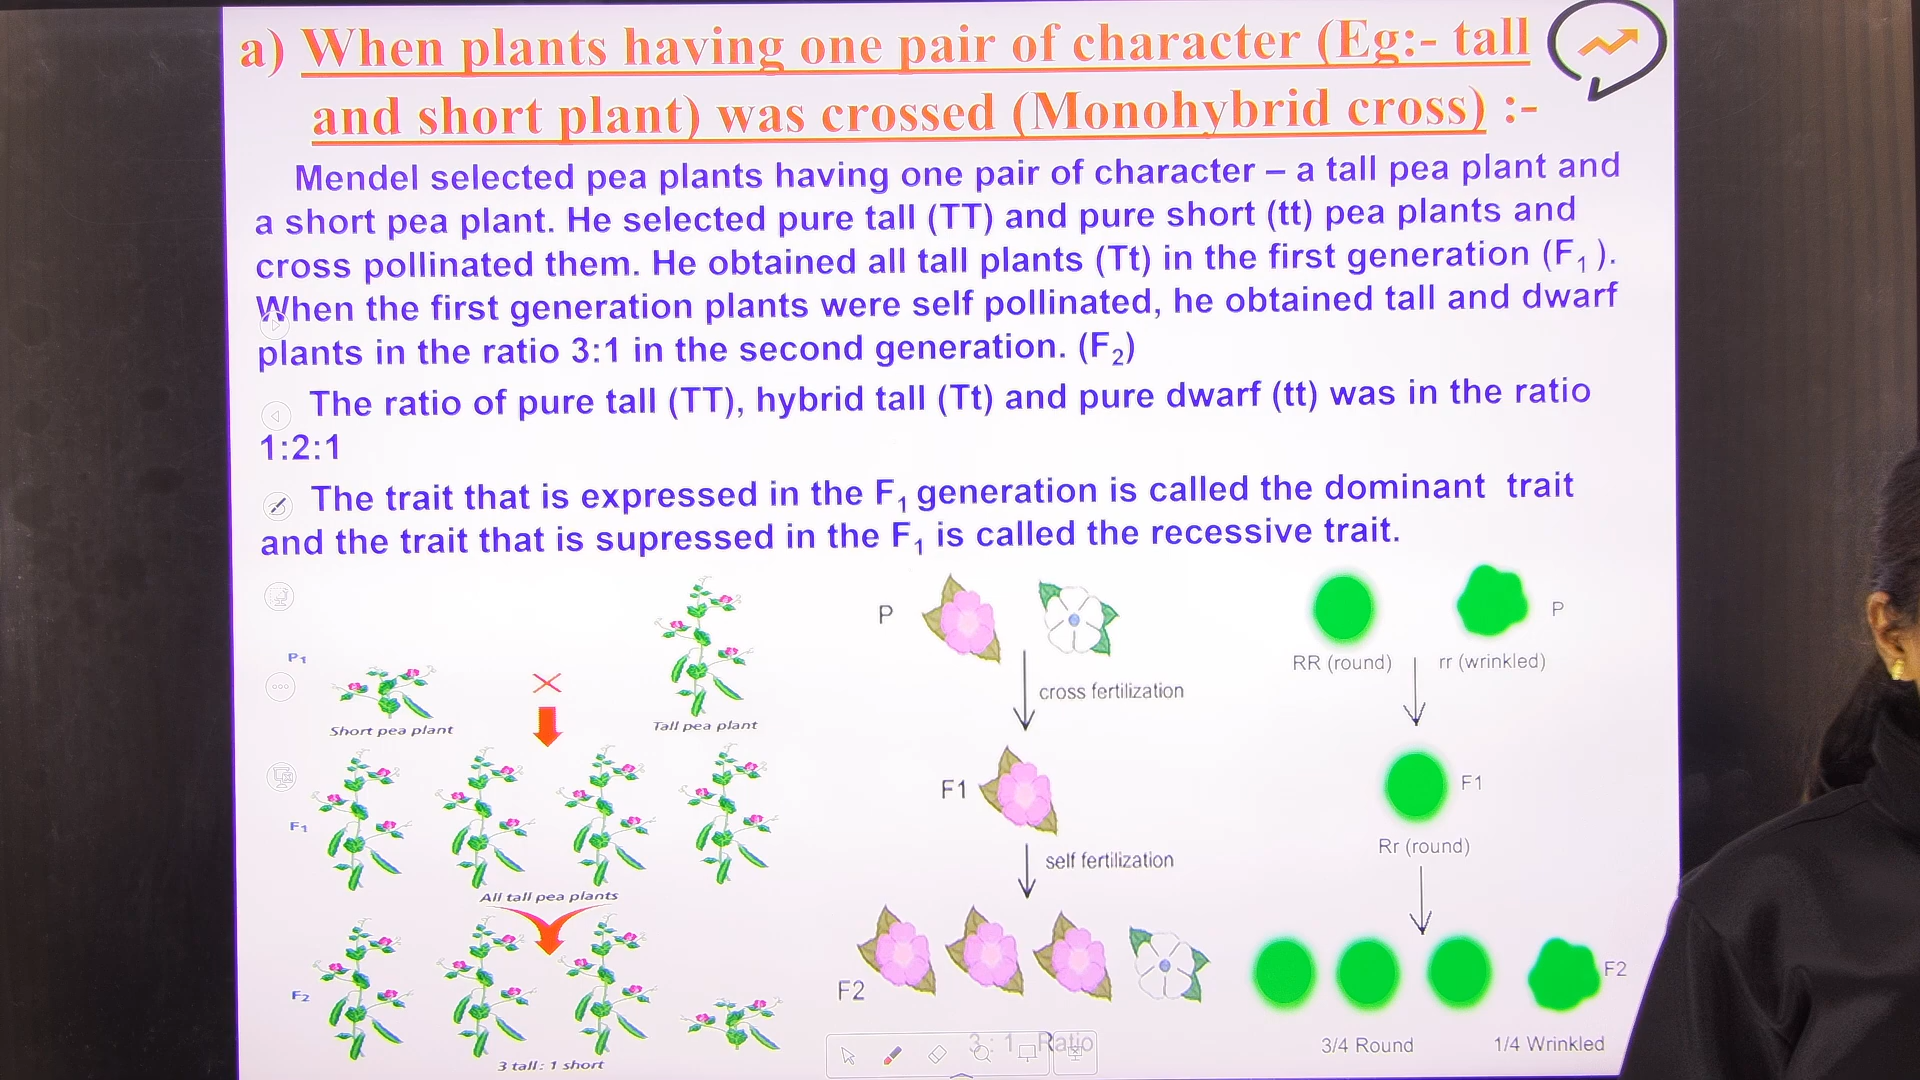 a) When plants having one pair of character (Eg:- tall
and short plant) was crossed (Monohybrid cross) :-
Mendel selected pea plants having one pair of character – a tall pea plant and
a short pea plant. He selected pure tall (TT) and pure short (tt) pea plants and
cross pollinated them. He obtained all tall plants (Tt) in the first generation (F₁ ).
When the first generation plants were self pollinated, he obtained tall and dwarf
plants in the ratio 3:1 in the second generation. (F₂)
The ratio of pure tall (TT), hybrid tall (Tt) and pure dwarf (tt) was in the ratio
1:2:1
The trait that is expressed in the F₁ generation is called the dominant trait
and the trait that is supressed in the F₁ is called the recessive trait.
P₁
Short pea plant
Tall pea plant
F₁
All tall pea plants
F₂
3 tall : 1 short
P
cross fertilization
F1
self fertilization
F2
3 : 1 Ratio
P
RR (round)
rr (wrinkled)
F1
Rr (round)
F2
3/4 Round
1/4 Wrinkled